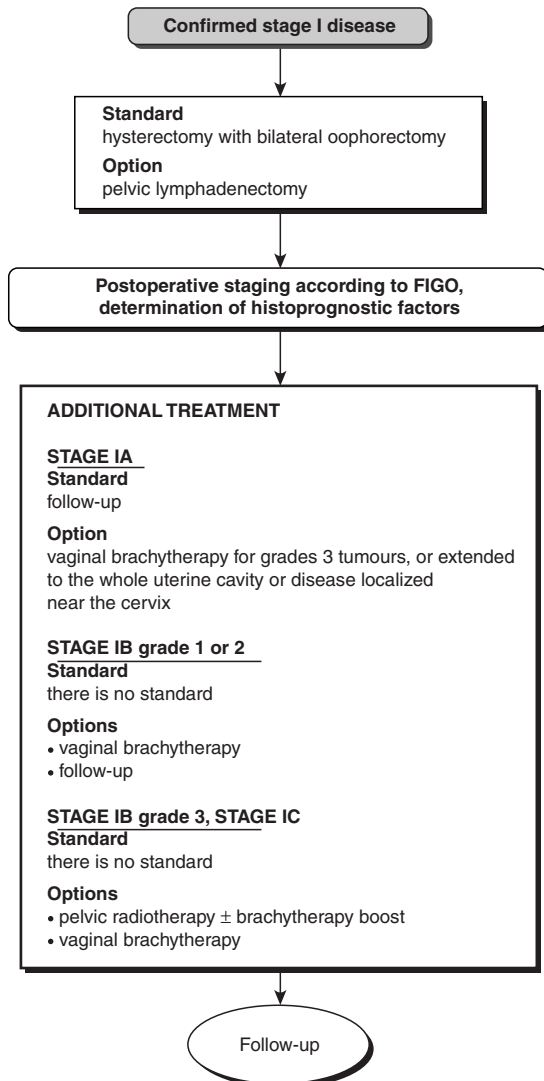 Confirmed stage I disease
Standard
hysterectomy with bilateral oophorectomy
Option
pelvic lymphadenectomy
Postoperative staging according to FIGO,
determination of histoprognostic factors
ADDITIONAL TREATMENT
STAGE IA
Standard
follow-up
Option
vaginal brachytherapy for grades 3 tumours, or extended
to the whole uterine cavity or disease localized
near the cervix
STAGE IB grade 1 or 2
Standard
there is no standard
Options
• vaginal brachytherapy
• follow-up
STAGE IB grade 3, STAGE IC
Standard
there is no standard
Options
• pelvic radiotherapy ± brachytherapy boost
• vaginal brachytherapy
Follow-up